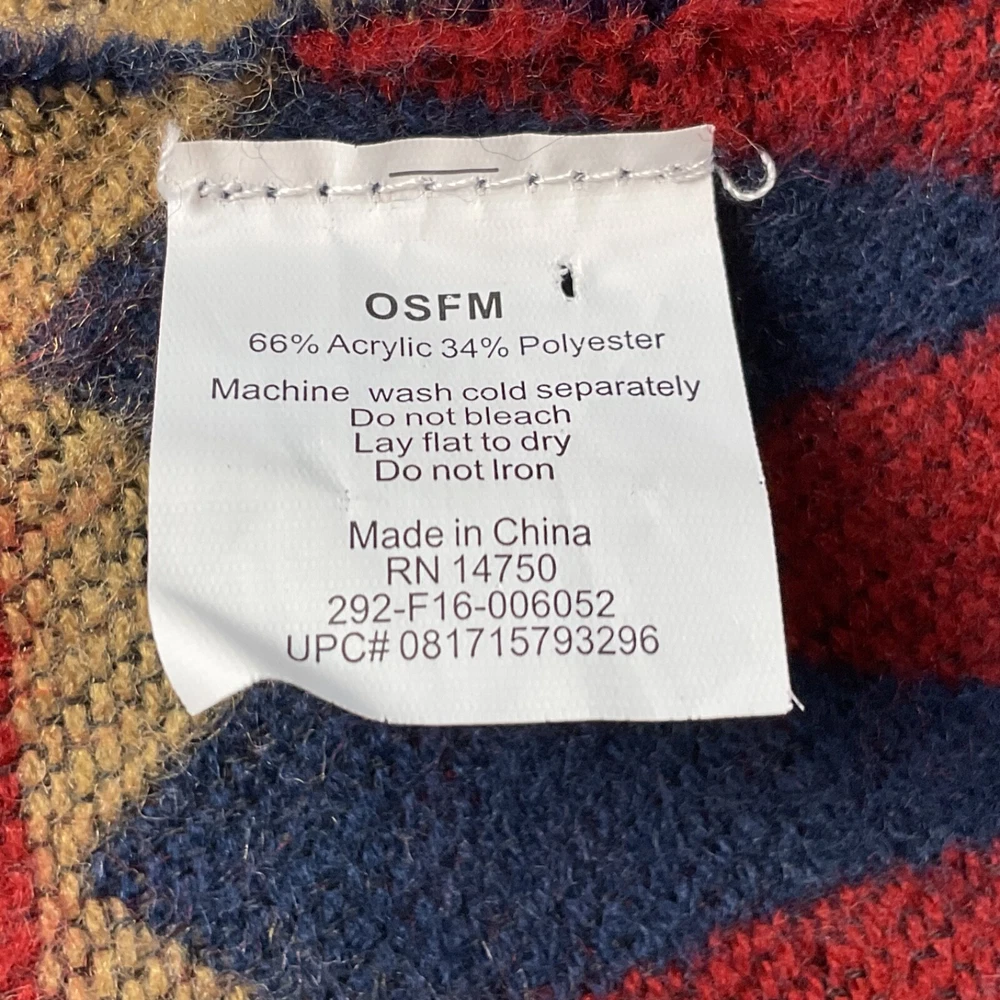 OSFM
66% Acrylic 34% Polyester
Machine wash cold separately
Do not bleach
Lay flat to dry
Do not Iron
Made in China
RN 14750
292-F16-006052
UPC# 081715793296